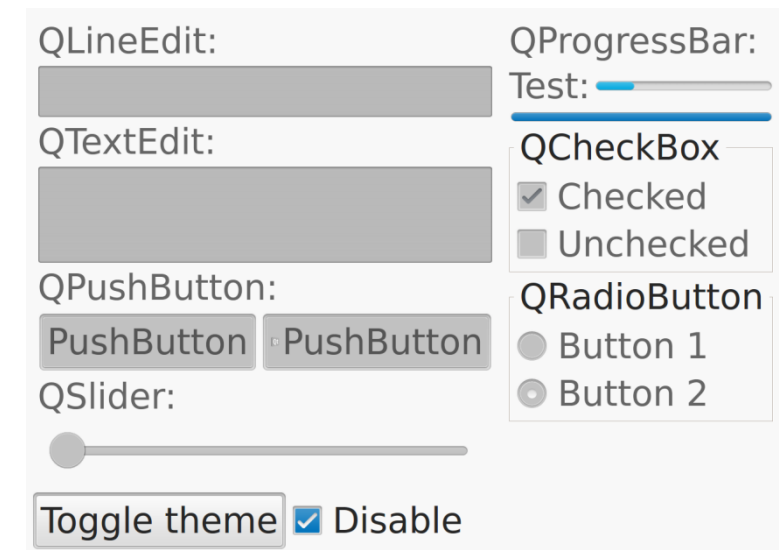 QLineEdit:
QTextEdit:
QPushButton:
PushButton
PushButton
QSlider:
Toggle theme
Disable
QProgressBar:
Test:
QCheckBox
Checked
Unchecked
QRadioButton
Button 1
Button 2